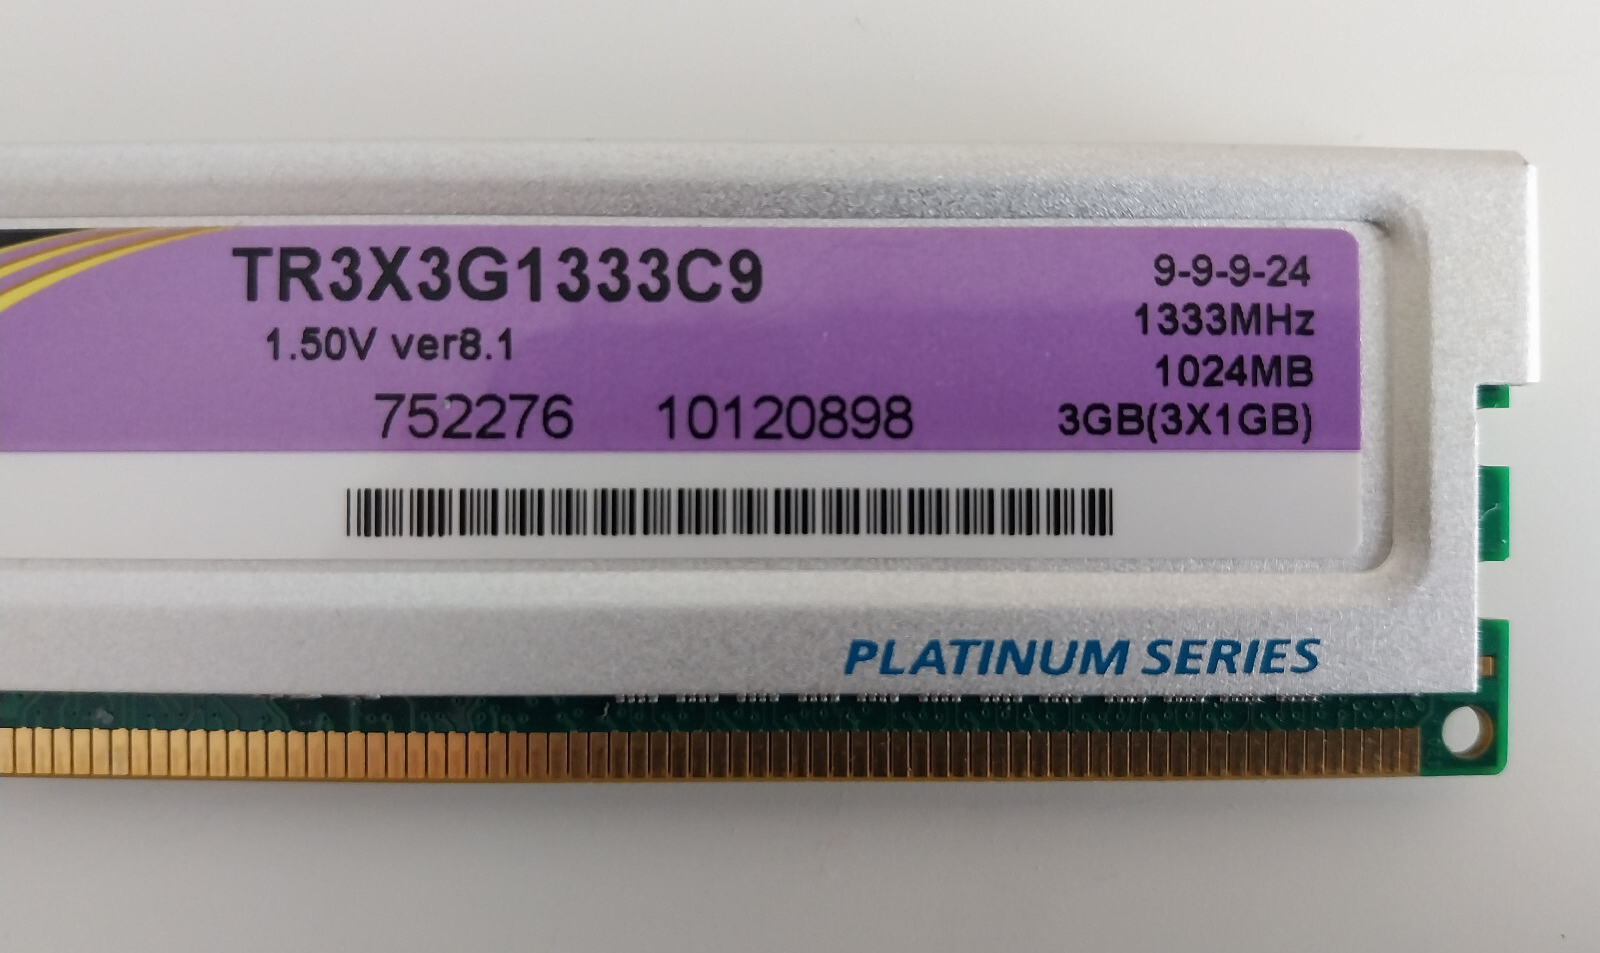 TR3X3G1333C9
1.50V ver8.1
752276 10120898
9-9-9-24
1333MHz
1024MB
3GB(3X1GB)
PLATINUM SERIES